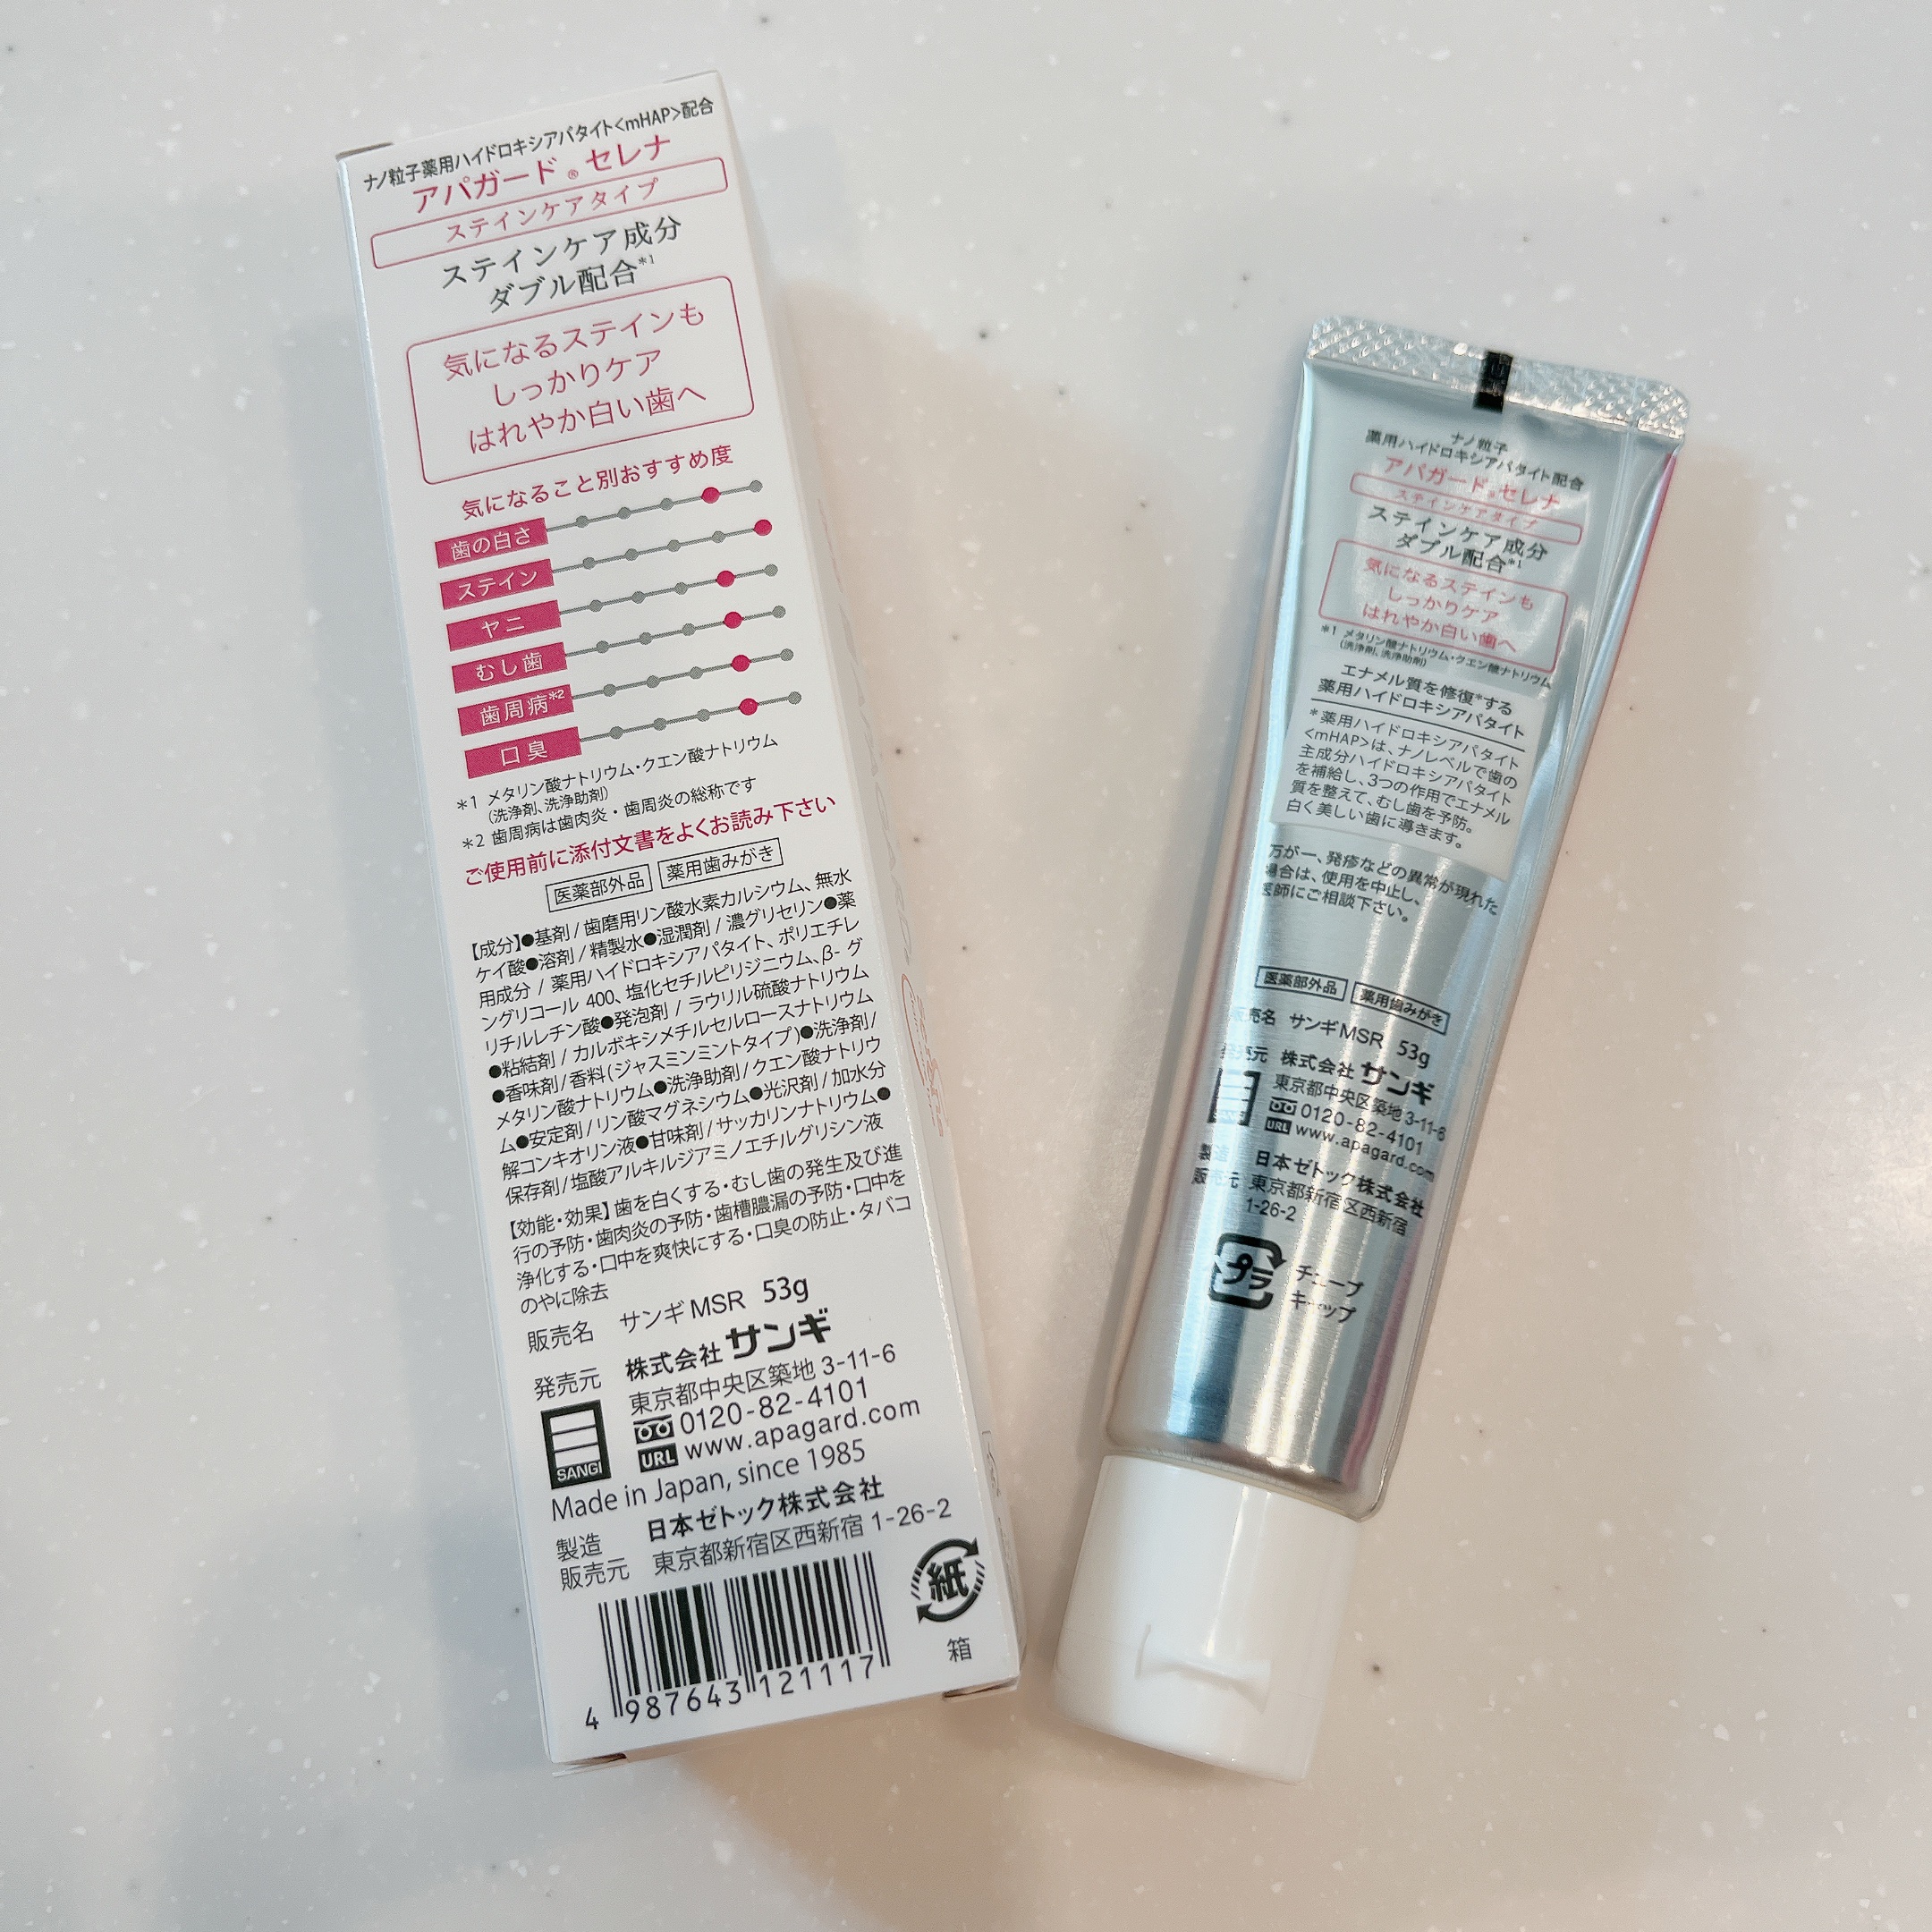 ナノ粒子薬用ハイドロキシアパタイト<mHAP>配合
アパガード®セレナ
ステインケアタイプ
ステインケア成分
ダブル配合*1
気になるステインも
しっかりケア
はれやか白い歯へ
気になること別おすすめ度
歯の白さ
ステイン
ヤニ
むし歯
歯周病*2
口臭
*1 メタリン酸ナトリウム・クエン酸ナトリウム
(洗浄剤、洗浄助剤)
*2 歯周病は歯肉炎・歯周炎の総称です
ご使用前に添付文書をよくお読み下さい
医薬部外品 薬用歯みがき
【成分】●基剤/歯磨用リン酸水素カルシウム、無水
ケイ酸●溶剤/精製水●湿潤剤/濃グリセリン●薬
用成分/薬用ハイドロキシアパタイト、ポリエチレ
ングリコール 400、塩化セチルピリジニウム、β-グ
リチルレチン酸●発泡剤/ラウリル硫酸ナトリウム
●粘結剤/カルボキシメチルセルロースナトリウム
●香味剤/香料(ジャスミンミントタイプ)●洗浄剤/
メタリン酸ナトリウム●洗浄助剤/クエン酸ナトリウ
ム●安定剤/リン酸マグネシウム●光沢剤/加水分
解コンキオリン液●甘味剤/サッカリンナトリウム●
保存剤/塩酸アルキルジアミノエチルグリシン液
【効能・効果】歯を白くする・むし歯の発生及び進
行の予防・歯肉炎の予防・歯槽膿漏の予防・口中を
浄化する・口中を爽快にする・口臭の防止・タバコ
のやに除去
販売名 サンギMSR 53g
発売元 株式会社サンギ
東京都中央区築地 3-11-6
0120-82-4101
URL www.apagard.com
SANGI
Made in Japan, since 1985
製造 日本ゼトック株式会社
販売元 東京都新宿区西新宿 1-26-2
紙
箱
4 987643 121117
ナノ粒子
薬用ハイドロキシアパタイト配合
アパガード®セレナ
ステインケアタイプ
ステインケア成分
ダブル配合*1
気になるステインも
しっかりケア
はれやか白い歯へ
*1 メタリン酸ナトリウム・クエン酸ナトリウム
(洗浄剤、洗浄助剤)
エナメル質を修復*する
薬用ハイドロキシアパタイト
*薬用ハイドロキシアパタイト
<mHAP>は、ナノレベルで歯の
主成分ハイドロキシアパタイト
を補給し、3つの作用でエナメル
質を整えて、むし歯を予防。
白く美しい歯に導きます。
万が一、発疹などの異常が現れた
場合は、使用を中止し、
医師にご相談下さい。
医薬部外品 薬用歯みがき
販売名 サンギMSR 53g
発売元 株式会社サンギ
東京都中央区築地3-11-6
0120-82-4101
URL www.apagard.com
製造 日本ゼトック株式会社
販売元 東京都新宿区西新宿
1-26-2
プラ
チューブ
キャップ